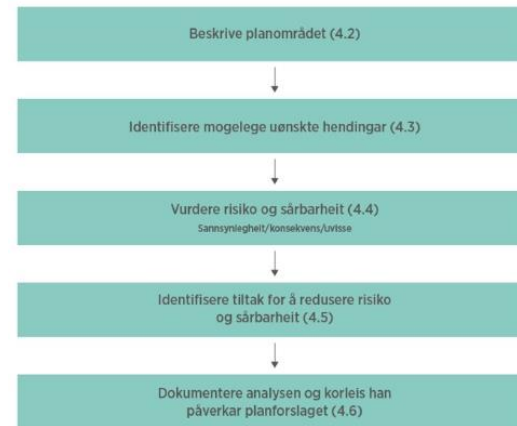 Beskrive planområdet (4.2)
Identifisere mogelege uønskte hendingar (4.3)
Vurdere risiko og sårbarheit (4.4)
Sannsynlegheit/konsekvens/uvisse
Identifisere tiltak for å redusere risiko
og sårbarheit (4.5)
Dokumentere analysen og korleis han
påverkar planforslaget (4.6)